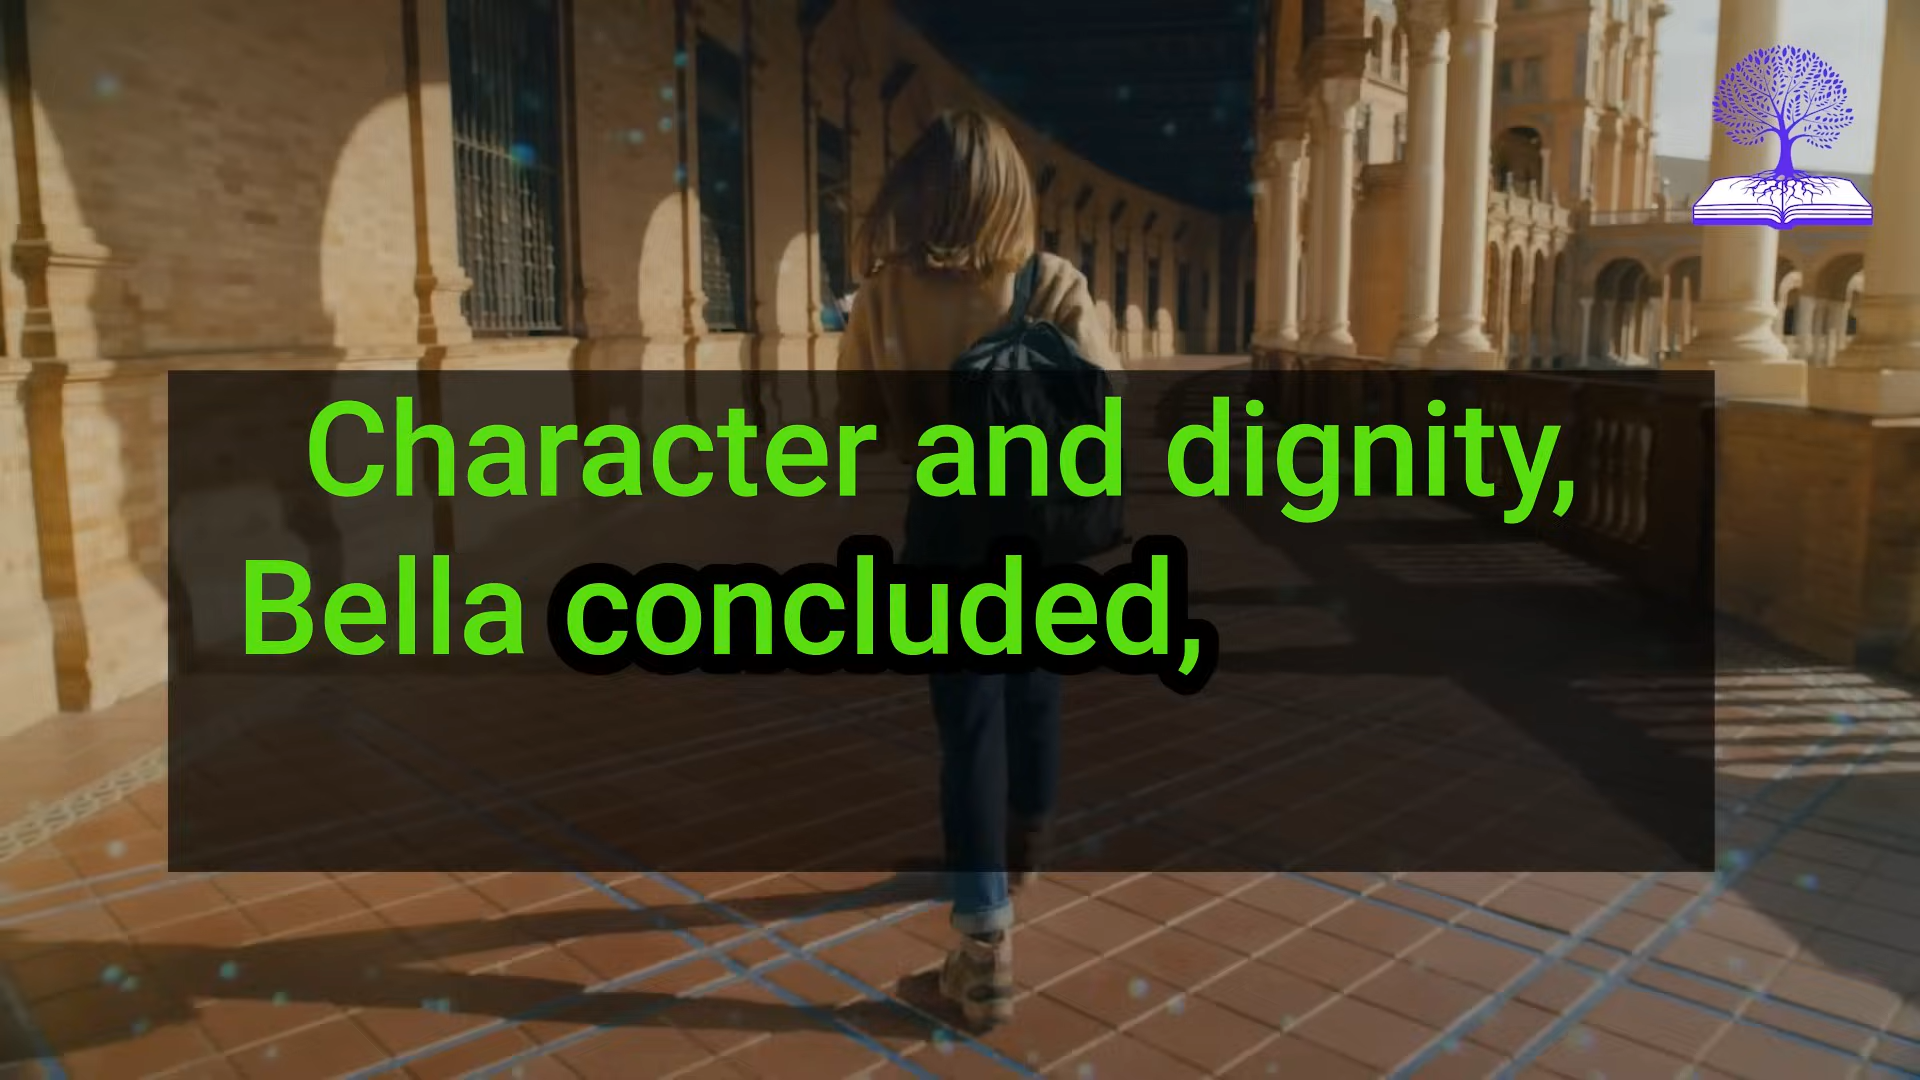 Character and dignity,
Bella concluded,